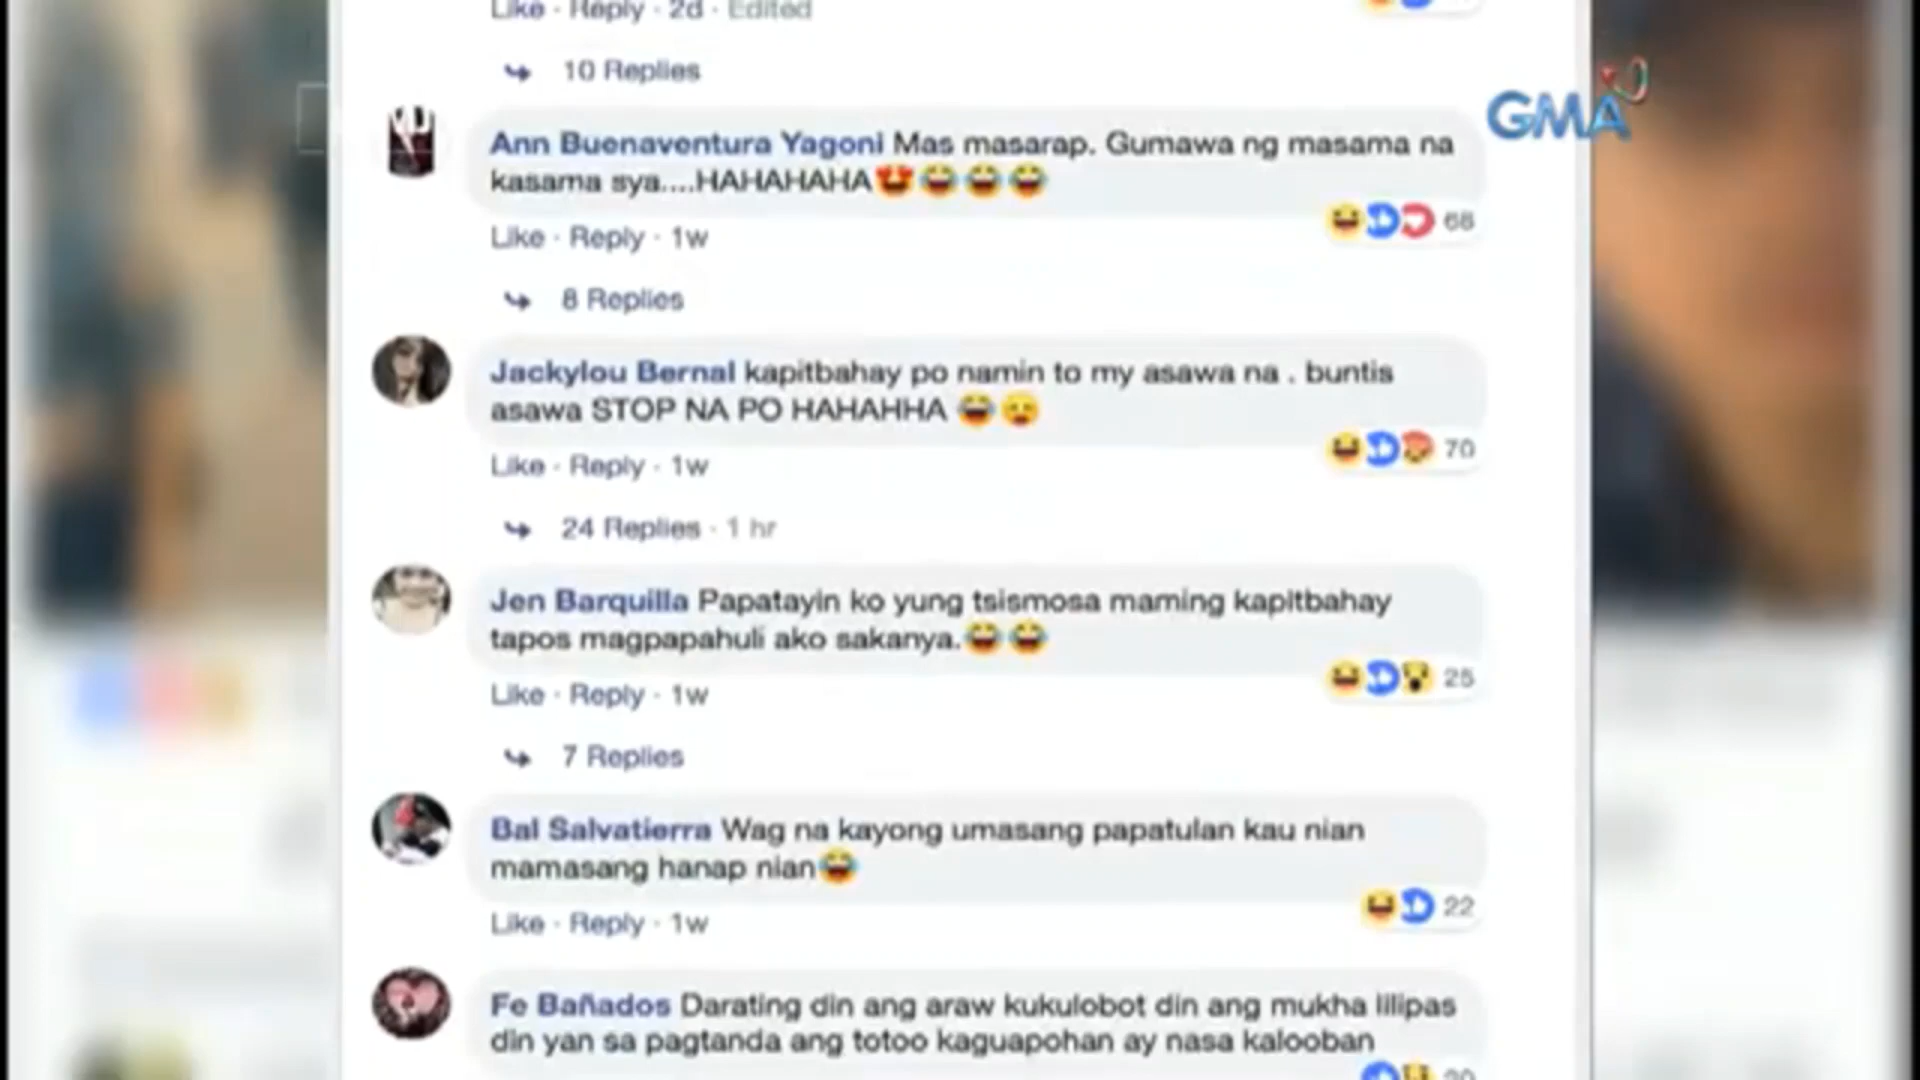 Like · Reply · 2d · Edited
10 Replies
GMA
Ann Buenaventura Yagoni Mas masarap. Gumawa ng masama na
kasama sya....HAHAHAHA😍😂😂😂
68
Like · Reply · 1w
8 Replies
Jackylou Bernal kapitbahay po namin to my asawa na . buntis
asawa STOP NA PO HAHAHHA 😂😳
70
Like · Reply · 1w
24 Replies · 1 hr
Jen Barquilla Papatayin ko yung tsismosa maming kapitbahay
tapos magpapahuli ako sakanya.😂😂
25
Like · Reply · 1w
7 Replies
Bal Salvatierra Wag na kayong umasang papatulan kau nian
mamasang hanap nian😂
22
Like · Reply · 1w
Fe Bañados Darating din ang araw kukulobot din ang mukha lilipas
din yan sa pagtanda ang totoo kaguapohan ay nasa kalooban